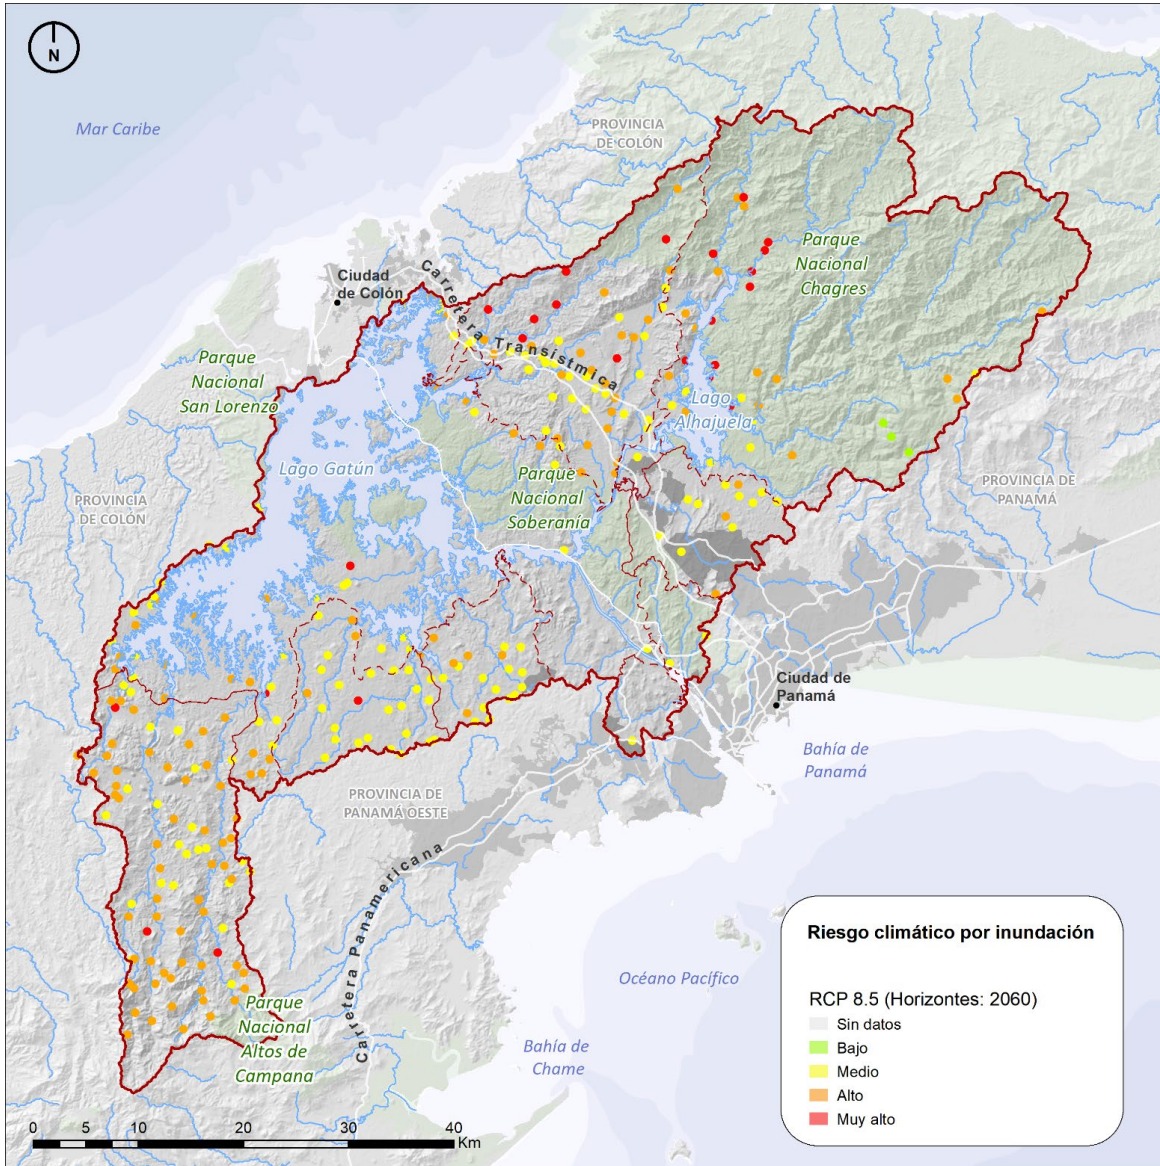 N
Mar Caribe
PROVINCIA
DE COLÓN
Ciudad
de Colón
Carretera Transístmica
Parque
Nacional
Chagres
Parque
Nacional
San Lorenzo
Lago
Alhajuela
Lago Gatún
Parque
Nacional
Soberanía
PROVINCIA
DE COLÓN
PROVINCIA
DE PANAMÁ
Ciudad de
Panamá
Bahía de
Panamá
PROVINCIA DE
PANAMÁ OESTE
Carretera Panamericana
Océano Pacífico
Parque
Nacional
Altos de
Campana
Bahía de
Chame
Riesgo climático por inundación
RCP 8.5 (Horizontes: 2060)
Sin datos
Bajo
Medio
Alto
Muy alto
0 5 10 20 30 40
Km